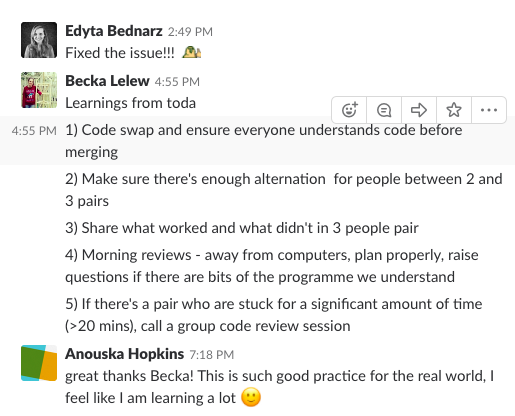 Edyta Bednarz 2:49 PM
Fixed the issue!!!
Becka Lelew 4:55 PM
Learnings from toda
4:55 PM 1) Code swap and ensure everyone understands code before
merging
2) Make sure there's enough alternation for people between 2 and
3 pairs
3) Share what worked and what didn't in 3 people pair
4) Morning reviews - away from computers, plan properly, raise
questions if there are bits of the programme we understand
5) If there's a pair who are stuck for a significant amount of time
(>20 mins), call a group code review session
Anouska Hopkins 7:18 PM
great thanks Becka! This is such good practice for the real world, I
feel like I am learning a lot